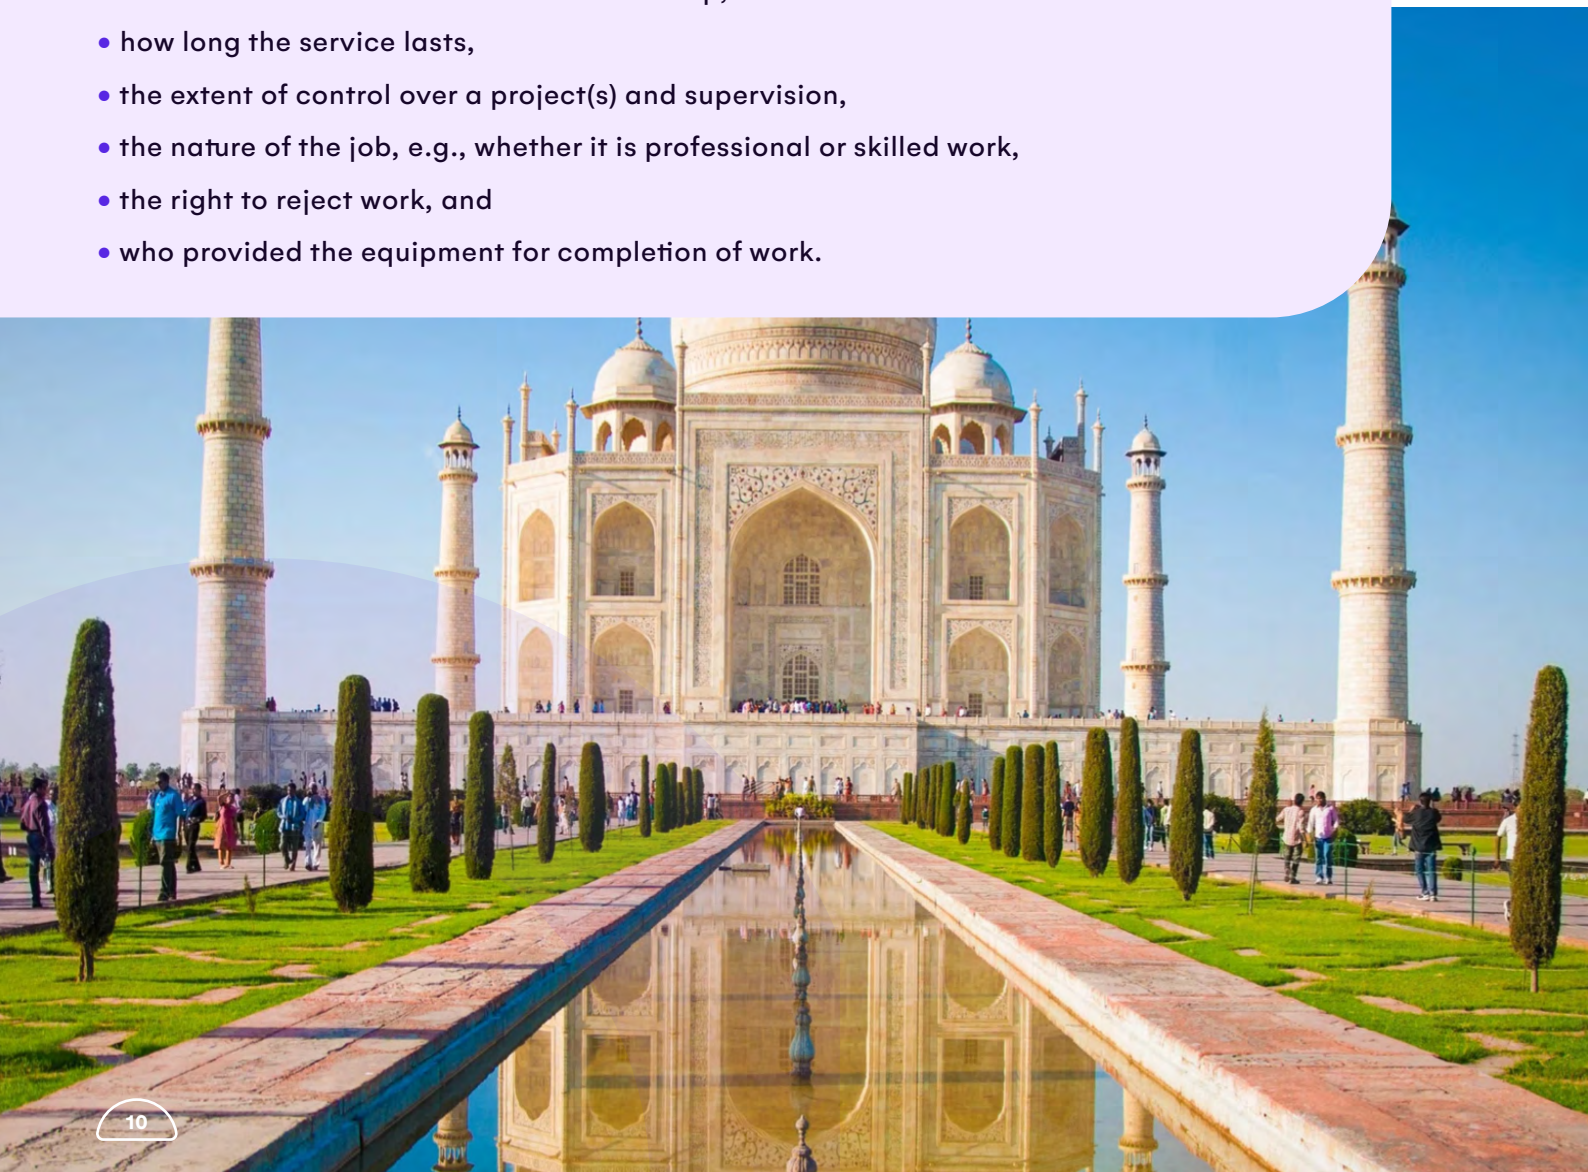 • how long the service lasts,
• the extent of control over a project(s) and supervision,
• the nature of the job, e.g., whether it is professional or skilled work,
• the right to reject work, and
• who provided the equipment for completion of work.
10